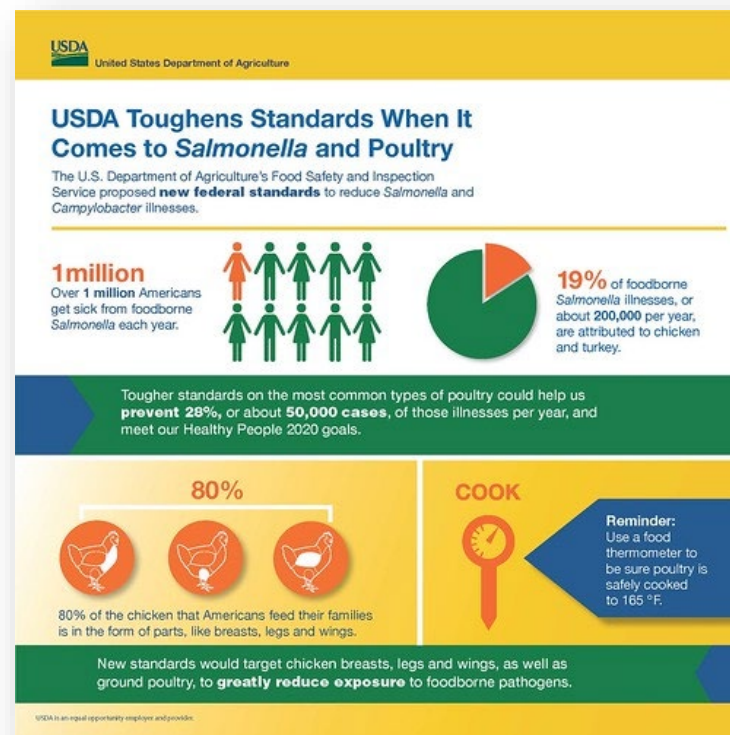 USDA
United States Department of Agriculture
USDA Toughens Standards When It
Comes to Salmonella and Poultry
The U.S. Department of Agriculture's Food Safety and Inspection
Service proposed new federal standards to reduce Salmonella and
Campylobacter illnesses.
1 million
Over 1 million Americans
get sick from foodborne
Salmonella each year.
19% of foodborne
Salmonella illnesses, or
about 200,000 per year,
are attributed to chicken
and turkey.
Tougher standards on the most common types of poultry could help us
prevent 28%, or about 50,000 cases, of those illnesses per year, and
meet our Healthy People 2020 goals.
80%
80% of the chicken that Americans feed their families
is in the form of parts, like breasts, legs and wings.
COOK
Reminder:
Use a food
thermometer to
be sure poultry is
safely cooked
to 165 °F.
New standards would target chicken breasts, legs and wings, as well as
ground poultry, to greatly reduce exposure to foodborne pathogens.
USDA is an equal opportunity employer and provider.